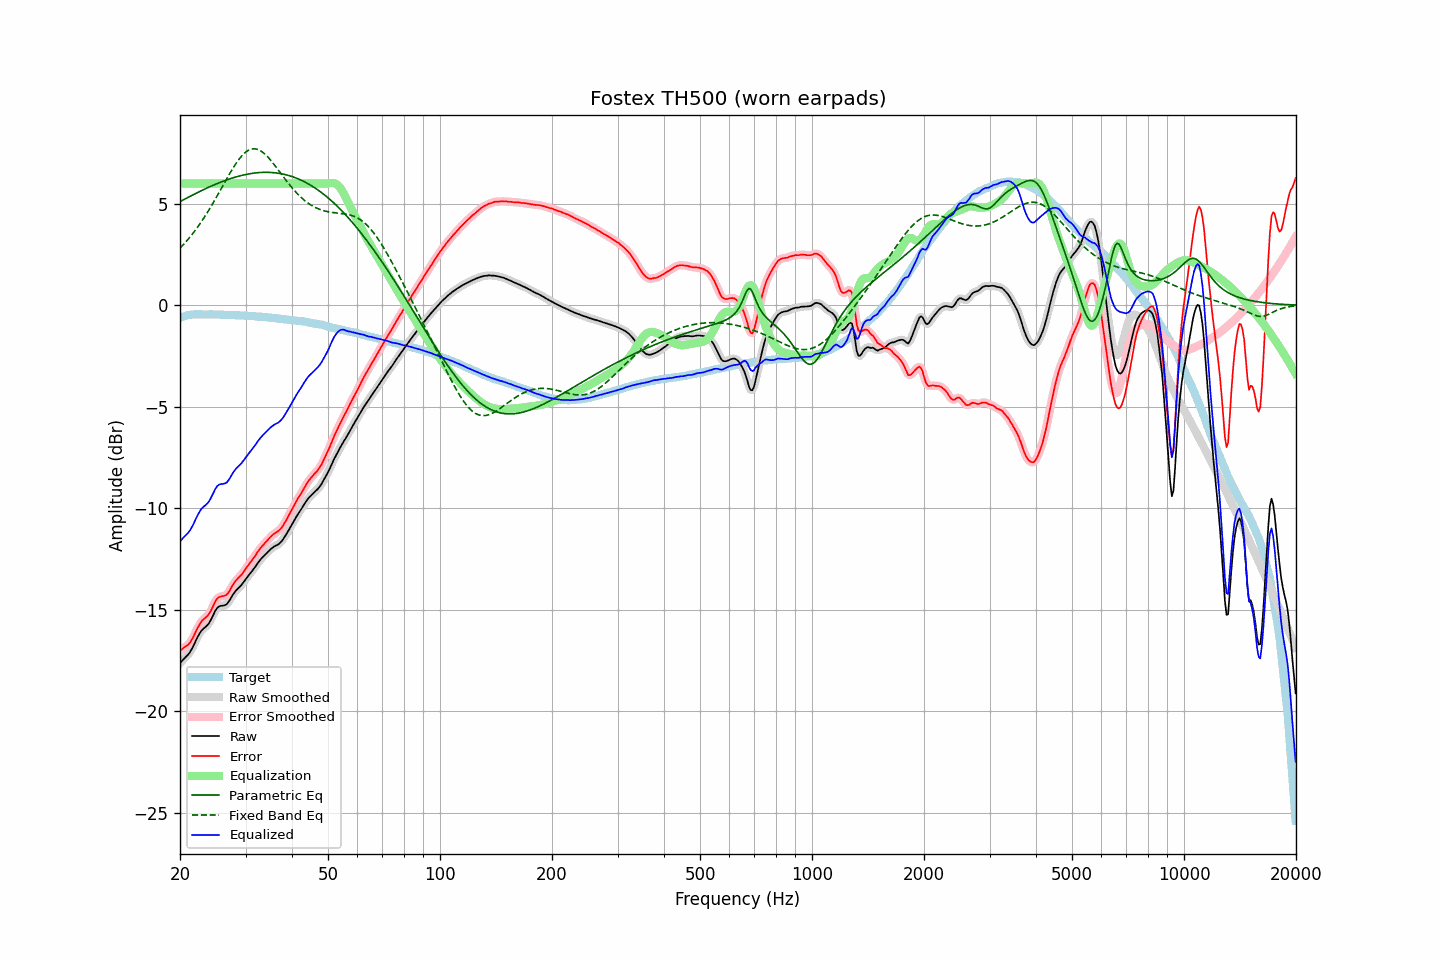 Fostex TH500 (worn earpads)
5
0
−5
−10
−15
−20
−25
Amplitude (dBr)
Target
Raw Smoothed
Error Smoothed
Raw
Error
Equalization
Parametric Eq
Fixed Band Eq
Equalized
20 50 100 200 500 1000 2000 5000 10000 20000
Frequency (Hz)